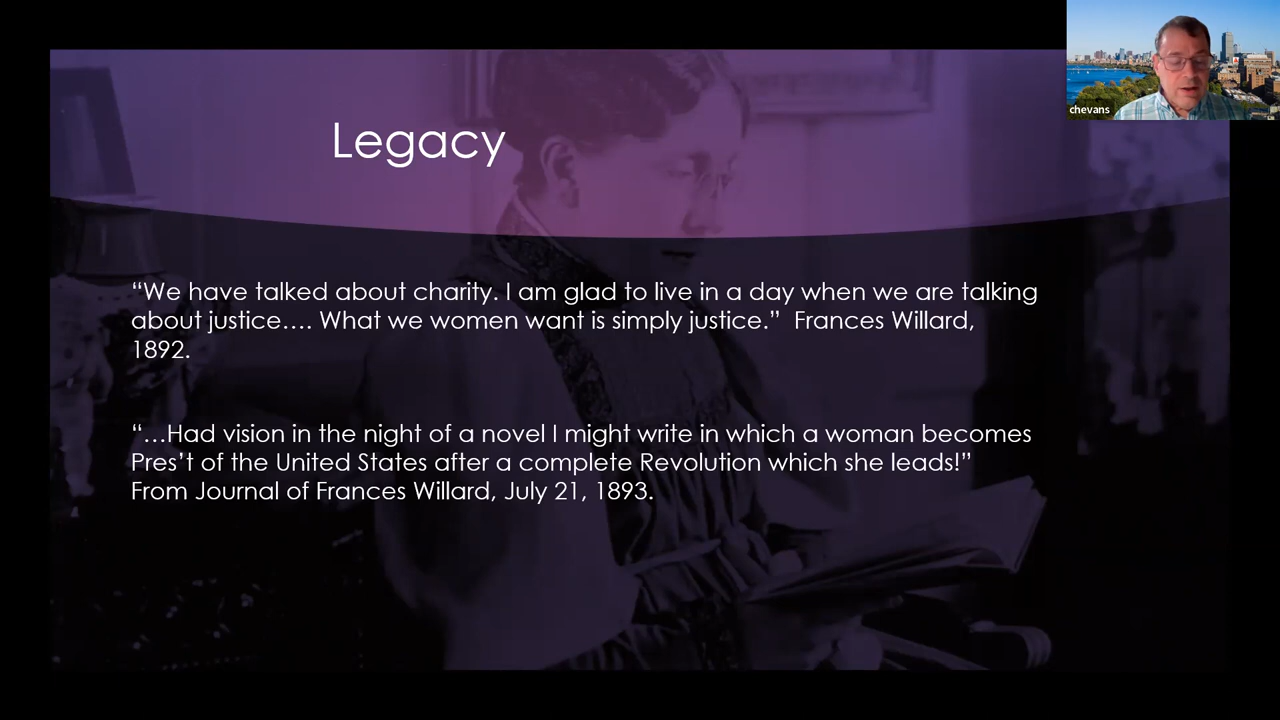 chevans
Legacy
“We have talked about charity. I am glad to live in a day when we are talking
about justice…. What we women want is simply justice.”  Frances Willard,
1892.
“…Had vision in the night of a novel I might write in which a woman becomes
Pres’t of the United States after a complete Revolution which she leads!”
From Journal of Frances Willard, July 21, 1893.